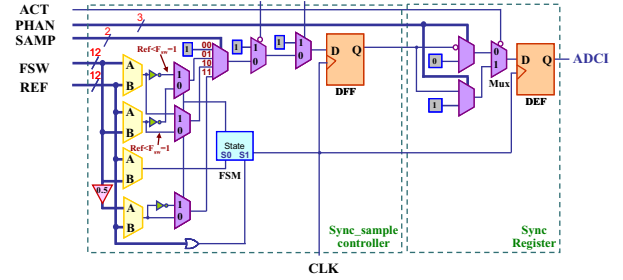 ACT
PHAN 3
SAMP 2
FSW 12
REF 12
Ref<Fsw=1
00
01
10
11
1
1
1
1
0
1
0
D Q
DFF
0
1
0
1
Mux
D Q
DEF
ADCI
A
B
1
0
A
B
1
0
Ref<Fsw=1
A
B
State
S0 S1
FSM
0.5
A
B
1
0
Sync_sample
controller
Sync
Register
CLK